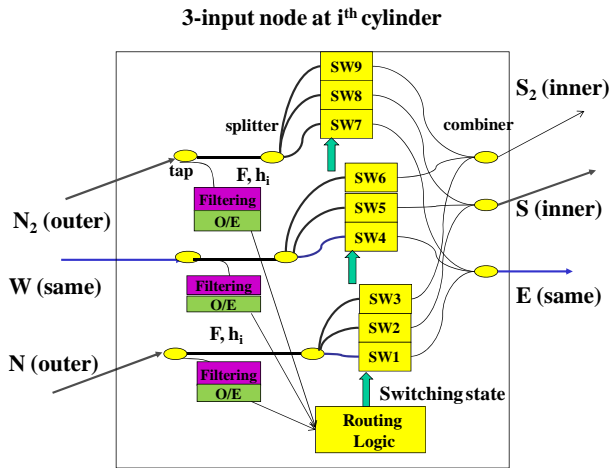 3-input node at ith cylinder
SW9
S2 (inner)
SW8
splitter
SW7
combiner
tap
F, hi
SW6
Filtering
O/E
N2 (outer)
SW5
S (inner)
SW4
W (same)
Filtering
O/E
SW3
E (same)
F, hi
SW2
N (outer)
SW1
Filtering
O/E
Switching state
Routing
Logic